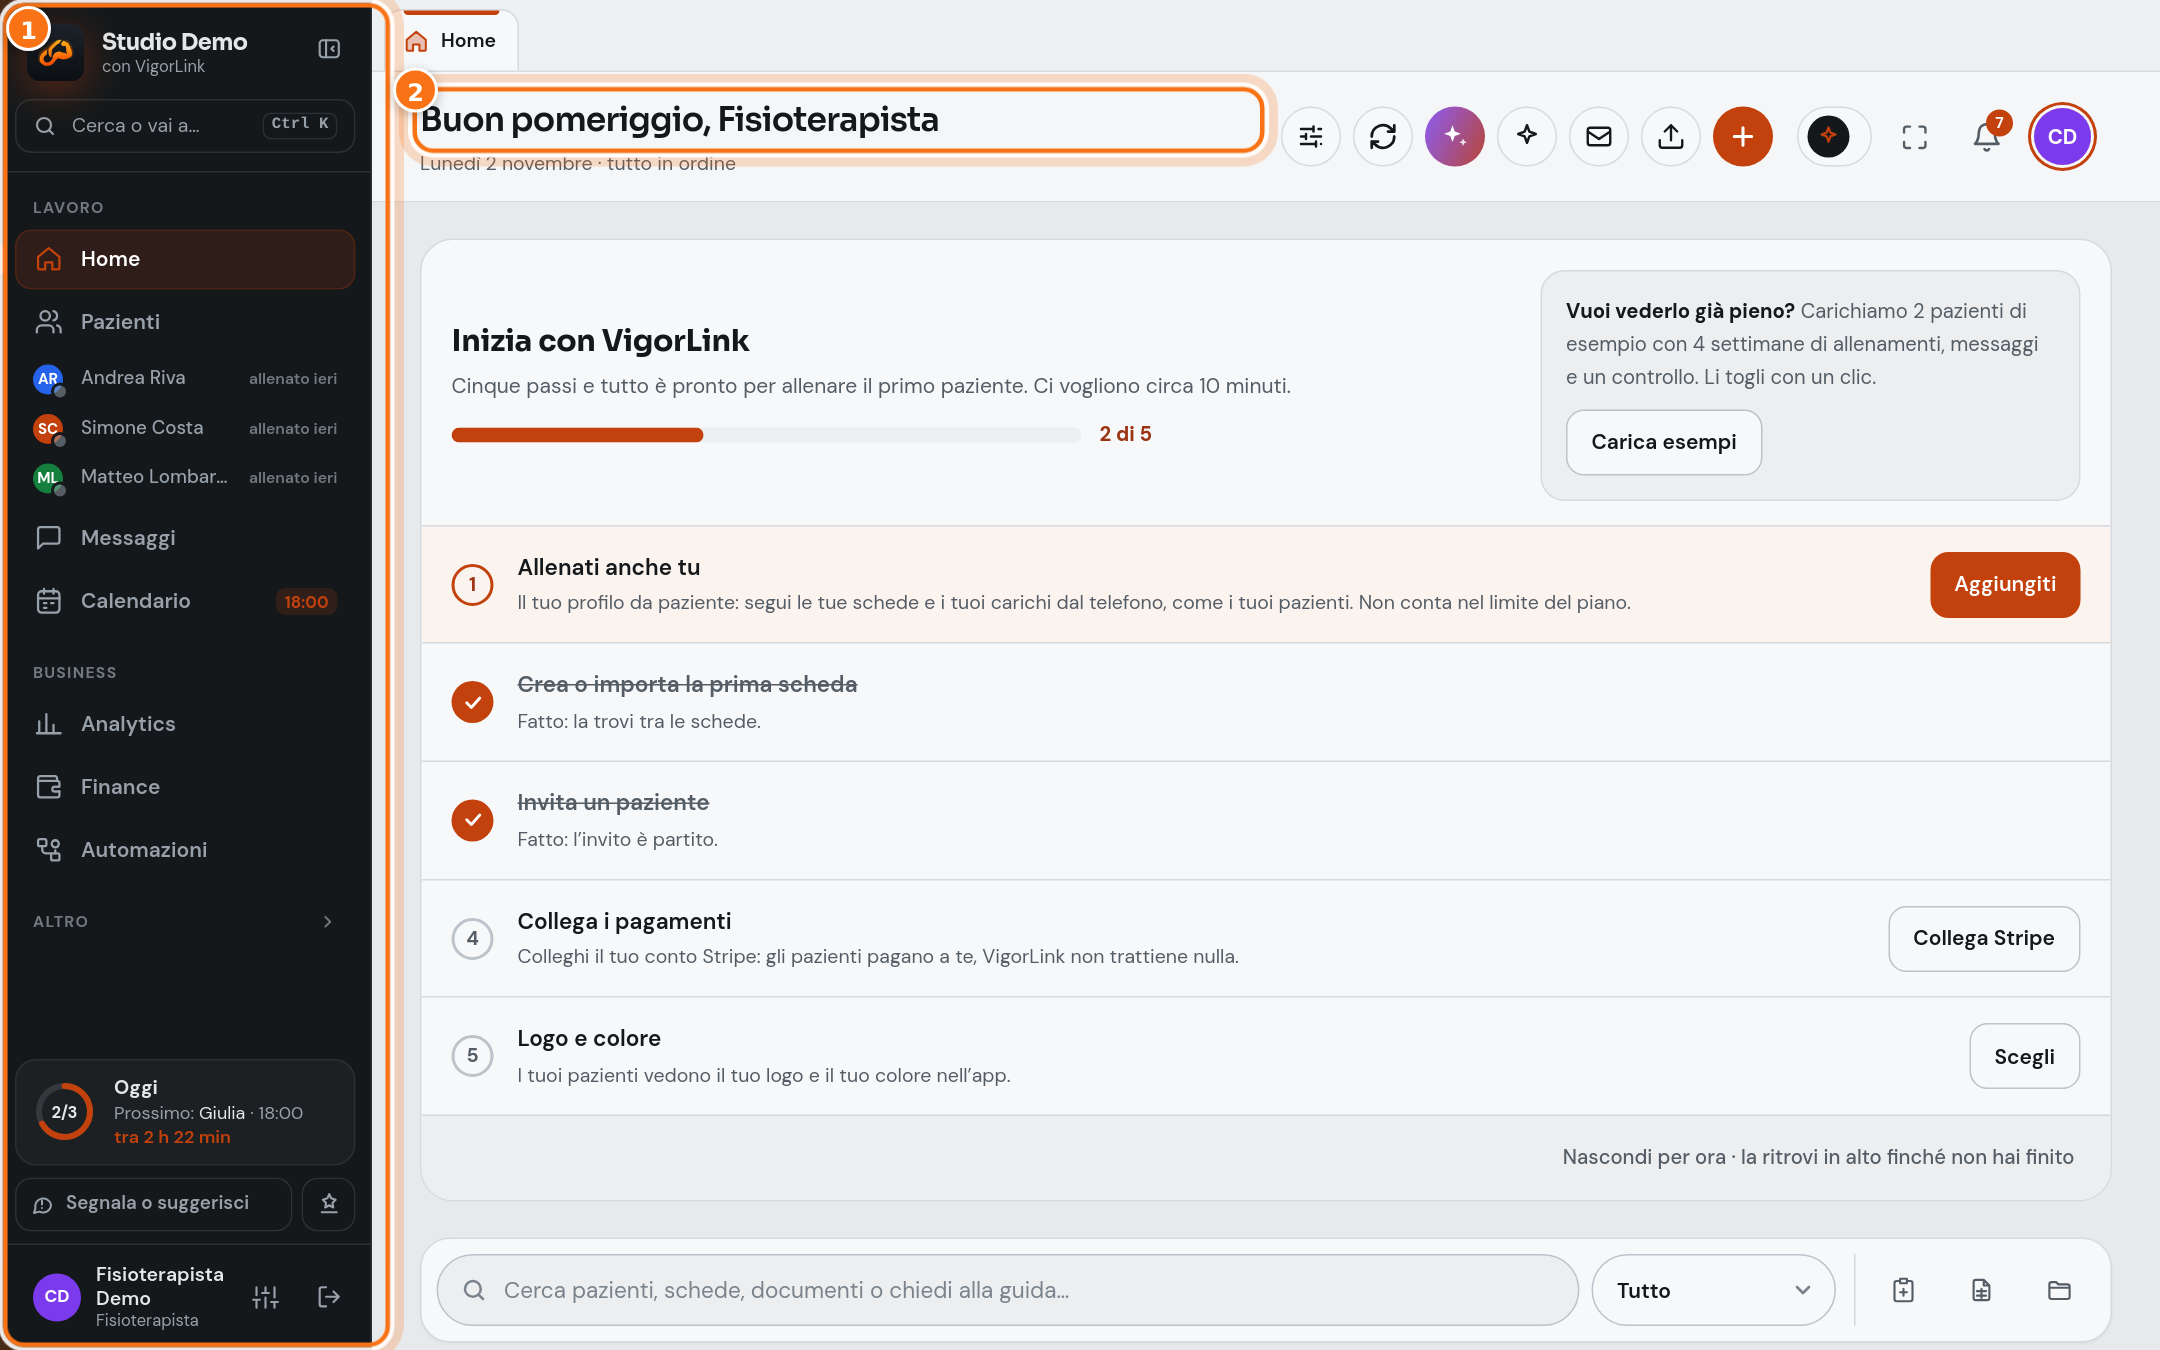 1
Studio Demo
con VigorLink
Cerca o vai a...
Ctrl K
LAVORO
Home
Pazienti
AR
Andrea Riva
allenato ieri
SC
Simone Costa
allenato ieri
ML
Matteo Lombar...
allenato ieri
Messaggi
Calendario
18:00
BUSINESS
Analytics
Finance
Automazioni
ALTRO
2/3
Oggi
Prossimo: Giulia · 18:00
tra 2 h 22 min
Segnala o suggerisci
CD
Fisioterapista
Demo
Fisioterapista
Home
2
Buon pomeriggio, Fisioterapista
Lunedì 2 novembre · tutto in ordine
7
CD
Inizia con VigorLink
Cinque passi e tutto è pronto per allenare il primo paziente. Ci vogliono circa 10 minuti.
2 di 5
Vuoi vederlo già pieno? Carichiamo 2 pazienti di
esempio con 4 settimane di allenamenti, messaggi
e un controllo. Li togli con un clic.
Carica esempi
1
Allenati anche tu
Il tuo profilo da paziente: segui le tue schede e i tuoi carichi dal telefono, come i tuoi pazienti. Non conta nel limite del piano.
Aggiungiti
Crea o importa la prima scheda
Fatto: la trovi tra le schede.
Invita un paziente
Fatto: l'invito è partito.
4
Collega i pagamenti
Colleghi il tuo conto Stripe: gli pazienti pagano a te, VigorLink non trattiene nulla.
Collega Stripe
5
Logo e colore
I tuoi pazienti vedono il tuo logo e il tuo colore nell'app.
Scegli
Nascondi per ora · la ritrovi in alto finché non hai finito
Cerca pazienti, schede, documenti o chiedi alla guida...
Tutto